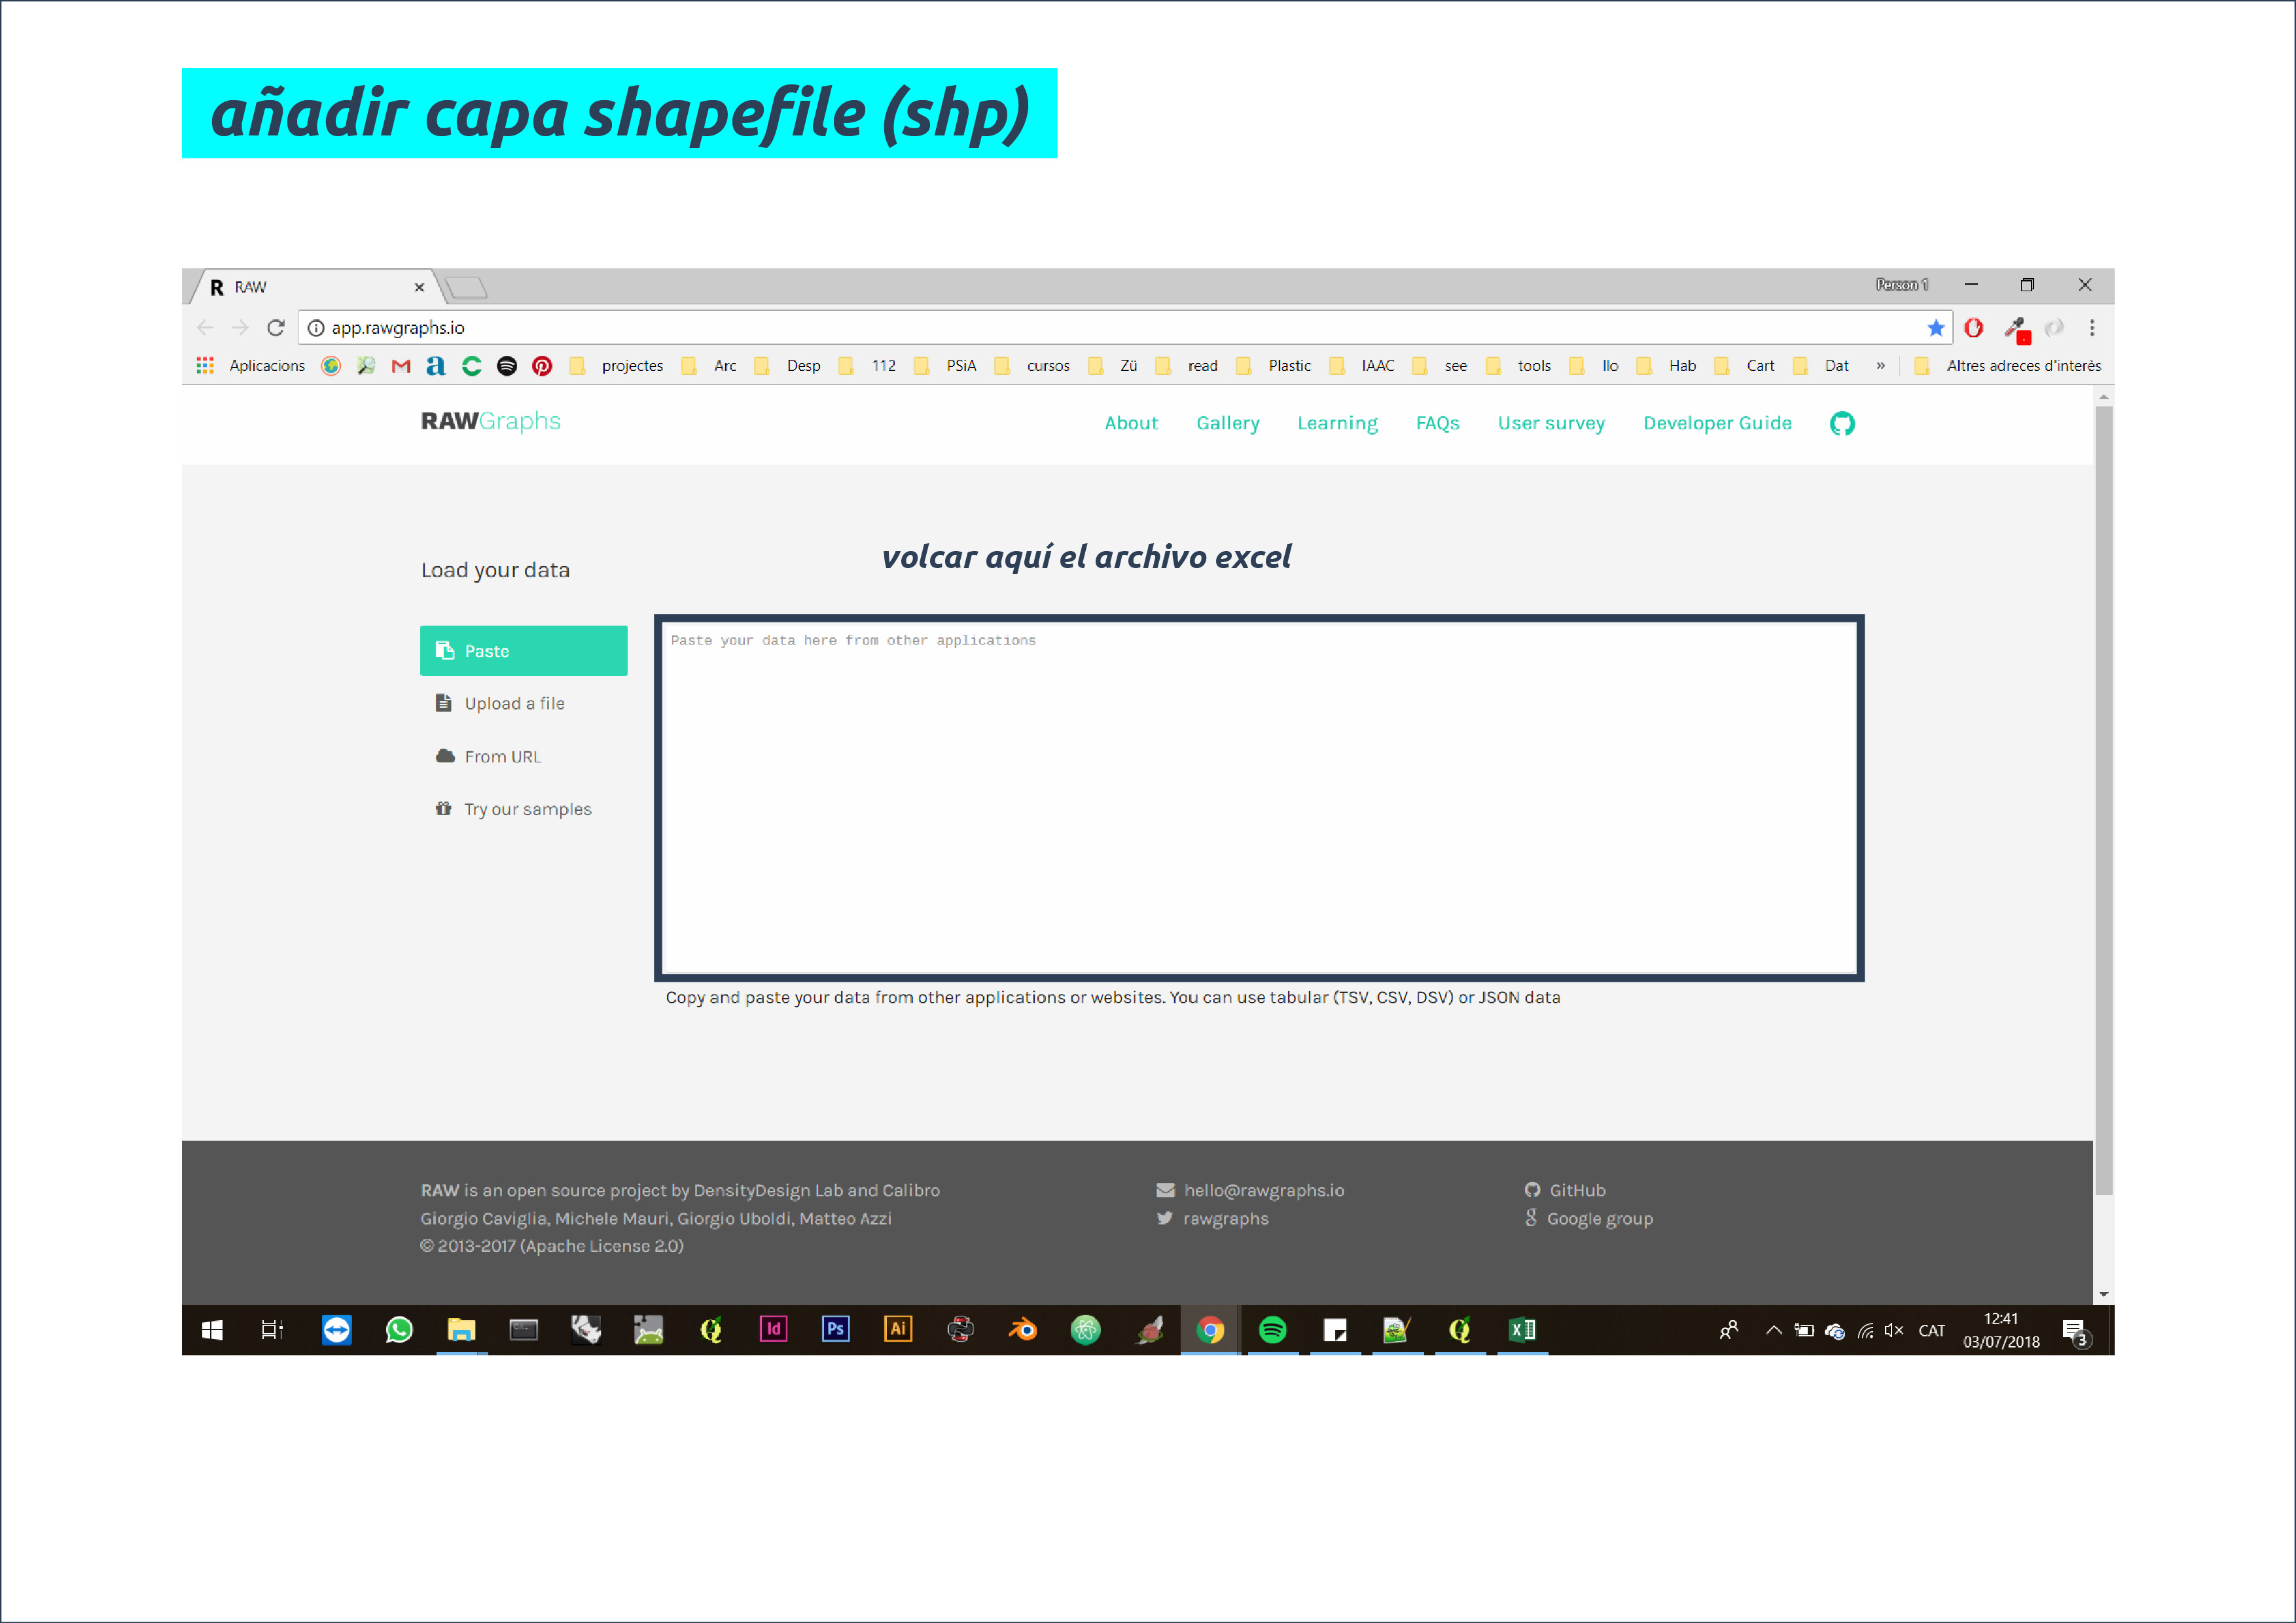 añadir capa shapefile (shp)
R RAW
Person 1
app.rawgraphs.io
Aplicacions projectes Arc Desp 112 PSiA cursos Zü read Plastic IAAC see tools llo Hab Cart Dat » Altres adreces d'interès
RAWGraphs
About Gallery Learning FAQs User survey Developer Guide
volcar aquí el archivo excel
Load your data
Paste your data here from other applications
Paste
Upload a file
From URL
Try our samples
Copy and paste your data from other applications or websites. You can use tabular (TSV, CSV, DSV) or JSON data
RAW is an open source project by DensityDesign Lab and Calibro
Giorgio Caviglia, Michele Mauri, Giorgio Uboldi, Matteo Azzi
© 2013-2017 (Apache License 2.0)
hello@rawgraphs.io
rawgraphs
GitHub
Google group
Id Ps Ai
CAT
12:41
03/07/2018
3